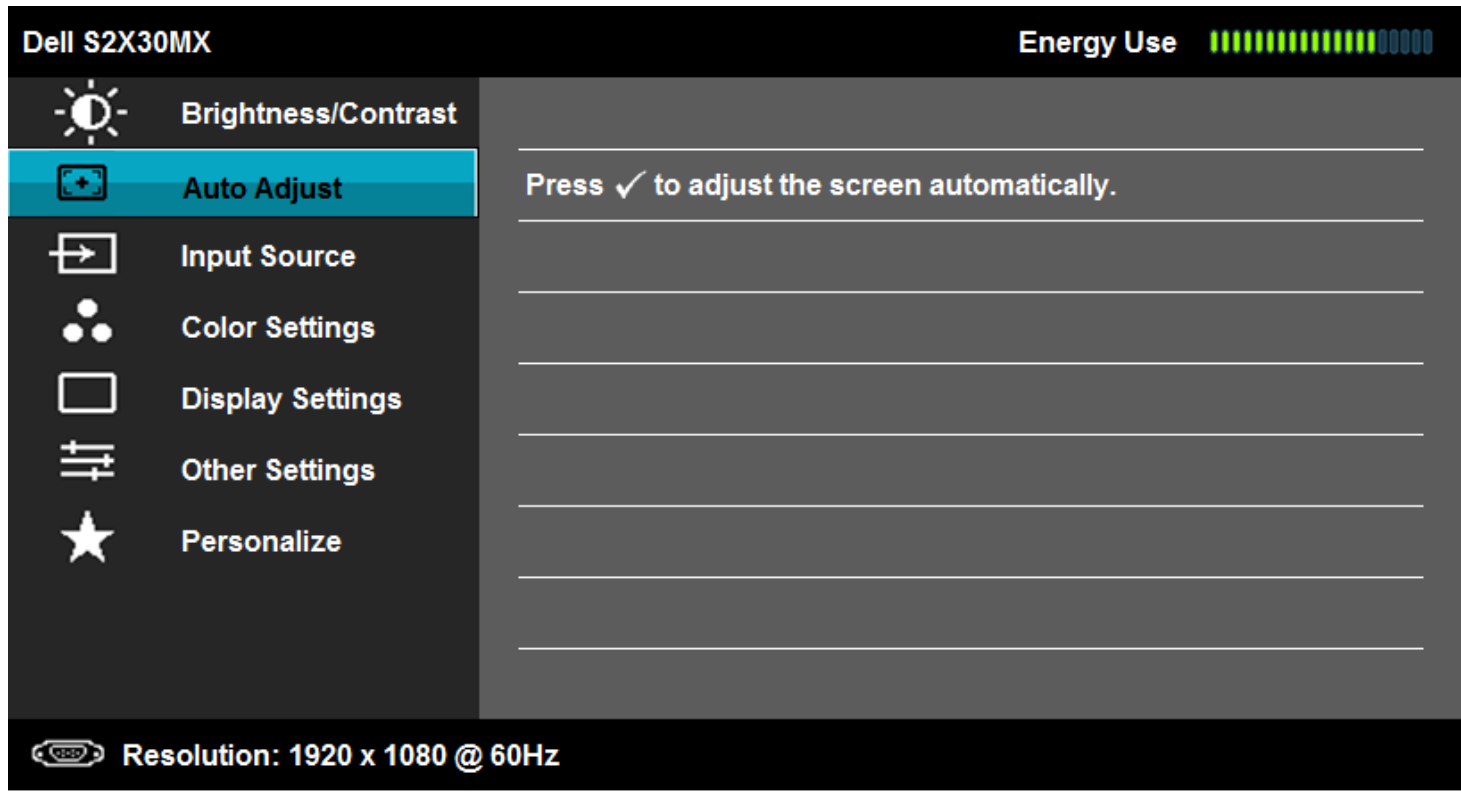 Dell S2X30MX
Energy Use
Brightness/Contrast
Auto Adjust
Press ✓ to adjust the screen automatically.
Input Source
Color Settings
Display Settings
Other Settings
Personalize
Resolution: 1920 x 1080 @ 60Hz